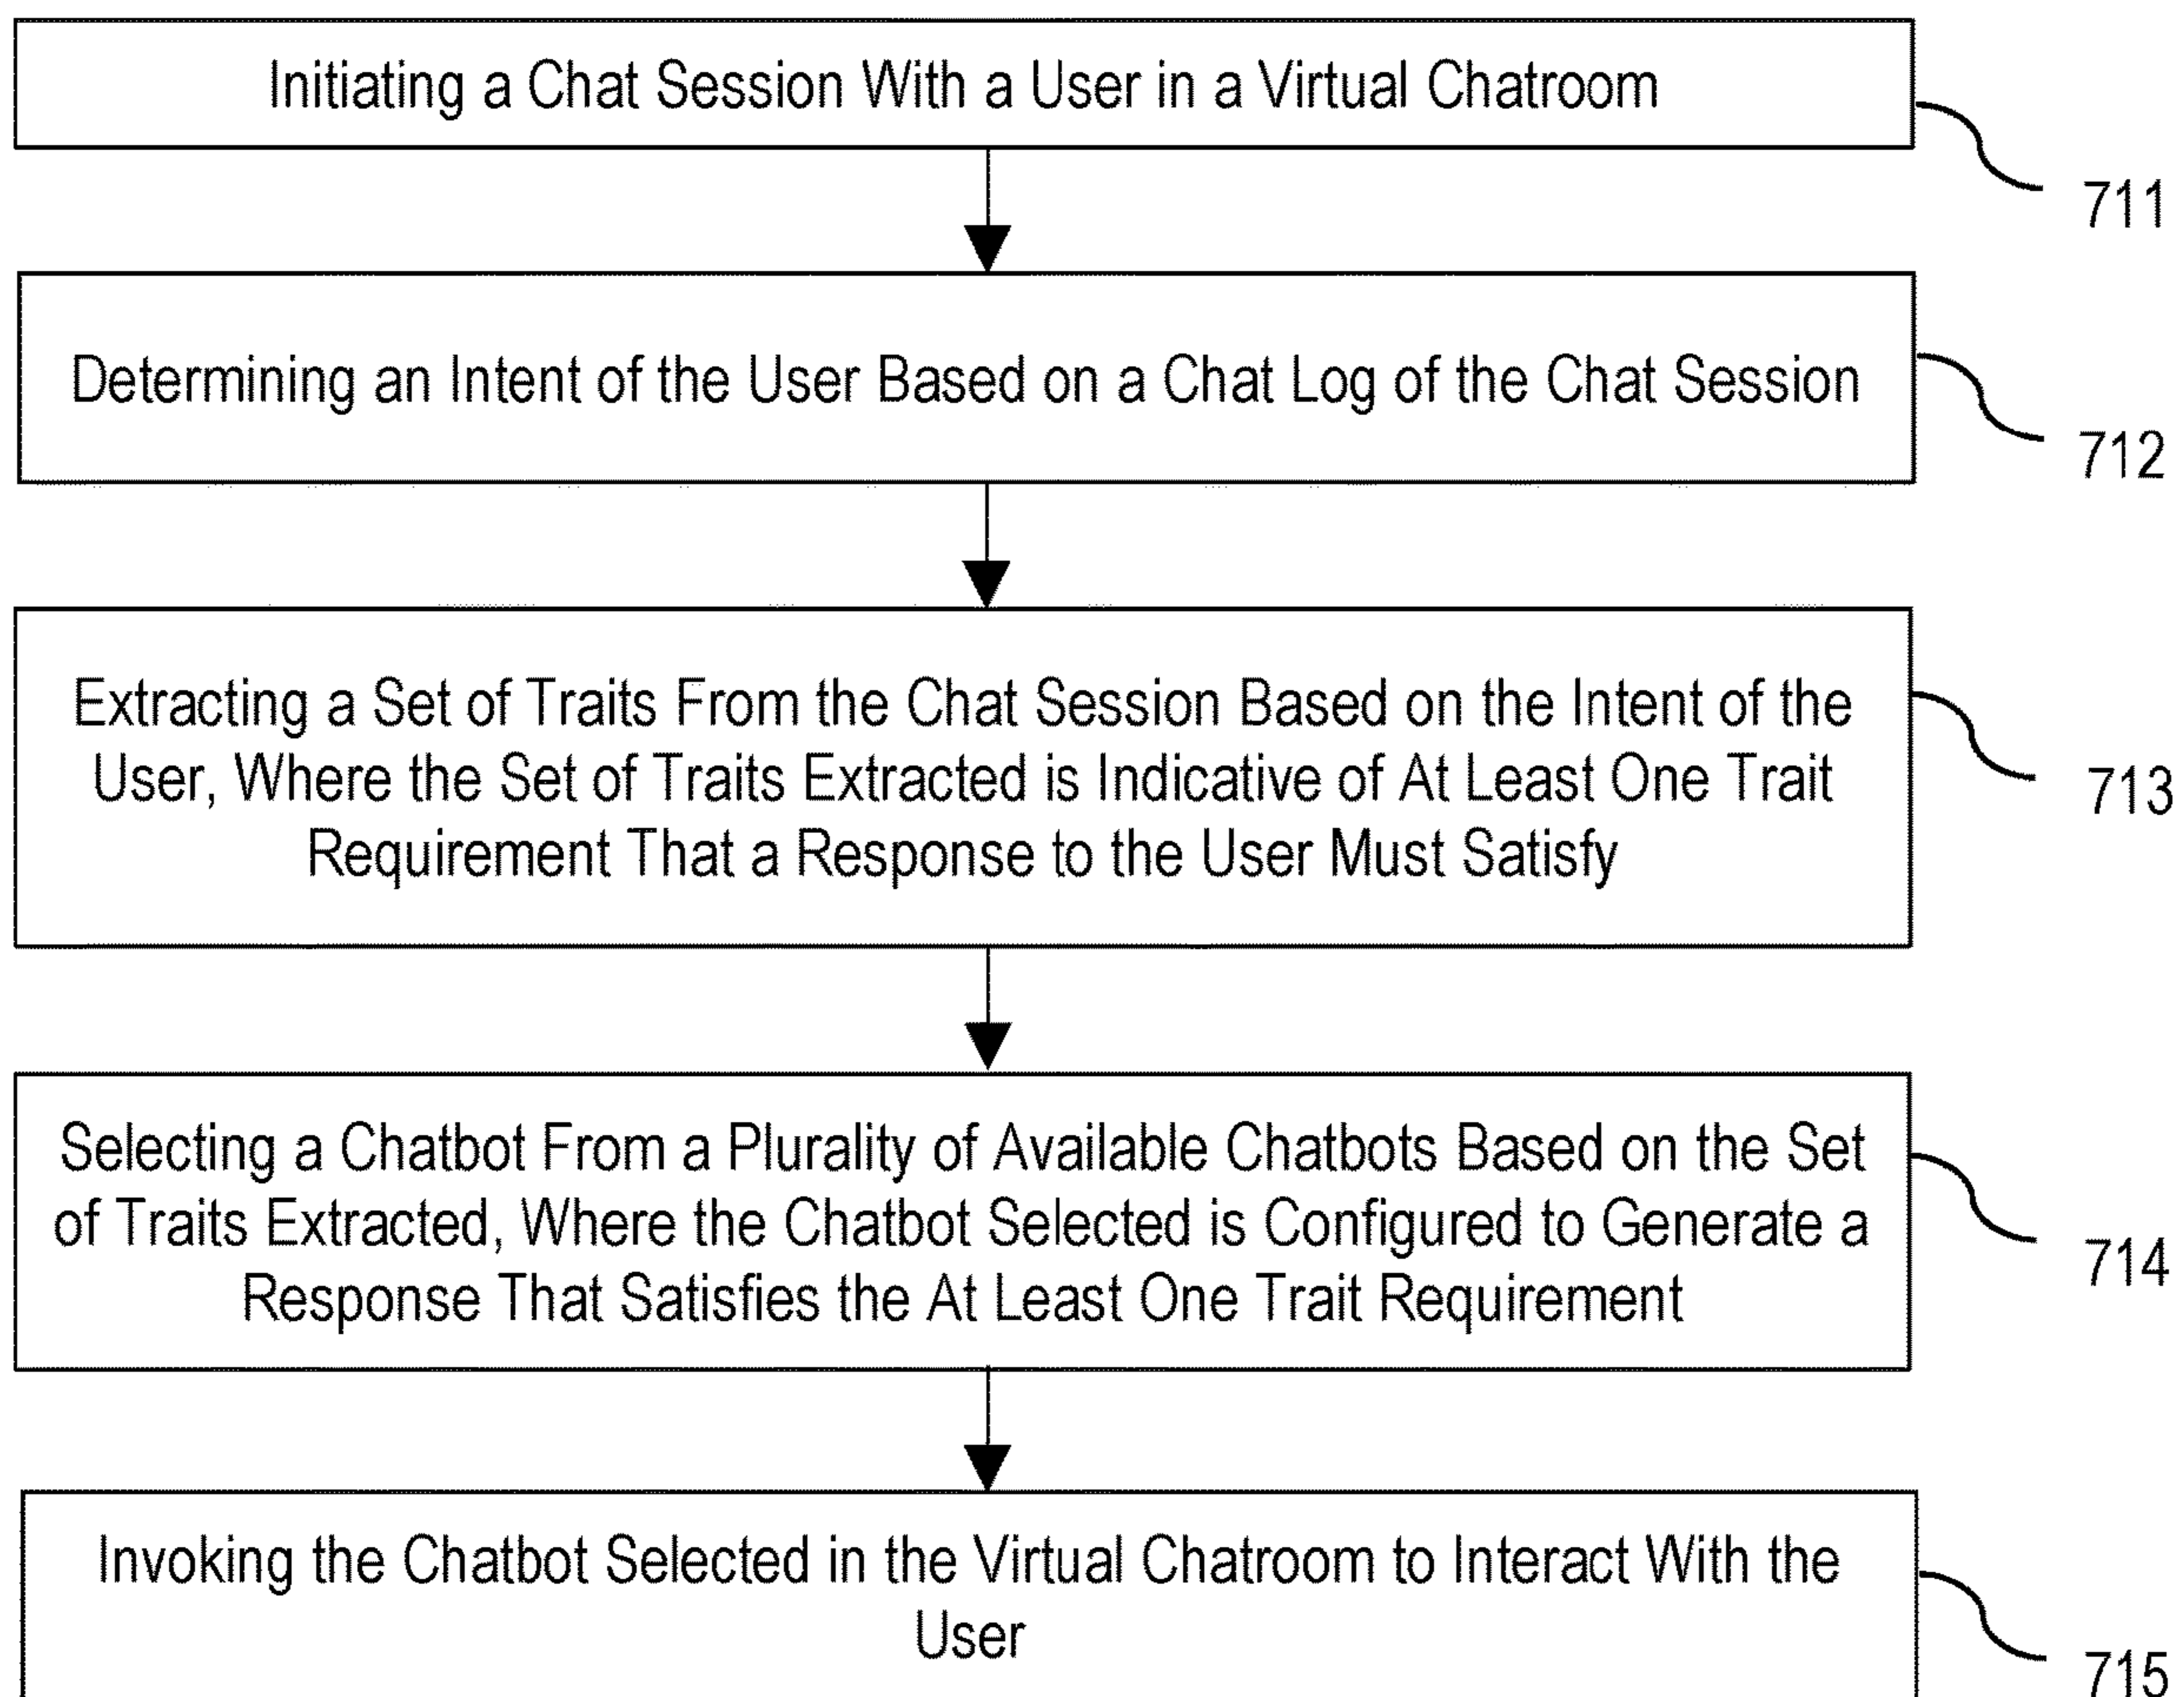 Initiating a Chat Session With a User in a Virtual Chatroom
711
Determining an Intent of the User Based on a Chat Log of the Chat Session
712
Extracting a Set of Traits From the Chat Session Based on the Intent of the
User, Where the Set of Traits Extracted is Indicative of At Least One Trait
Requirement That a Response to the User Must Satisfy
713
Selecting a Chatbot From a Plurality of Available Chatbots Based on the Set
of Traits Extracted, Where the Chatbot Selected is Configured to Generate a
Response That Satisfies the At Least One Trait Requirement
714
Invoking the Chatbot Selected in the Virtual Chatroom to Interact With the
User
715